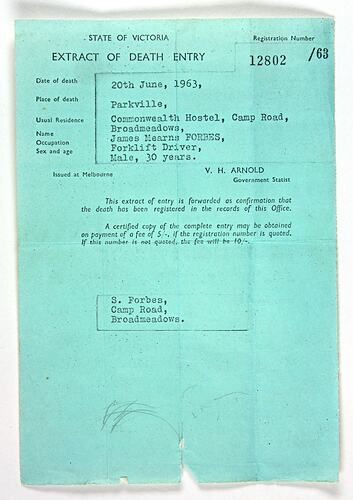 STATE OF VICTORIA
Registration Number
EXTRACT OF DEATH ENTRY
12802 /63
Date of death 20th June, 1963,
Place of death Parkville,
Usual Residence Commonwealth Hostel, Camp Road,
Broadmeadows,
Name James Mearns FORBES,
Occupation Forklift Driver,
Sex and age Male, 30 years.
Issued at Melbourne V. H. ARNOLD
Government Statist
This extract of entry is forwarded as confirmation that
the death has been registered in the records of this Office.
A certified copy of the complete entry may be obtained
on payment of a fee of 5/-, if the registration number is quoted.
If this number is not quoted, the fee will be 10/-.
S. Forbes,
Camp Road,
Broadmeadows.